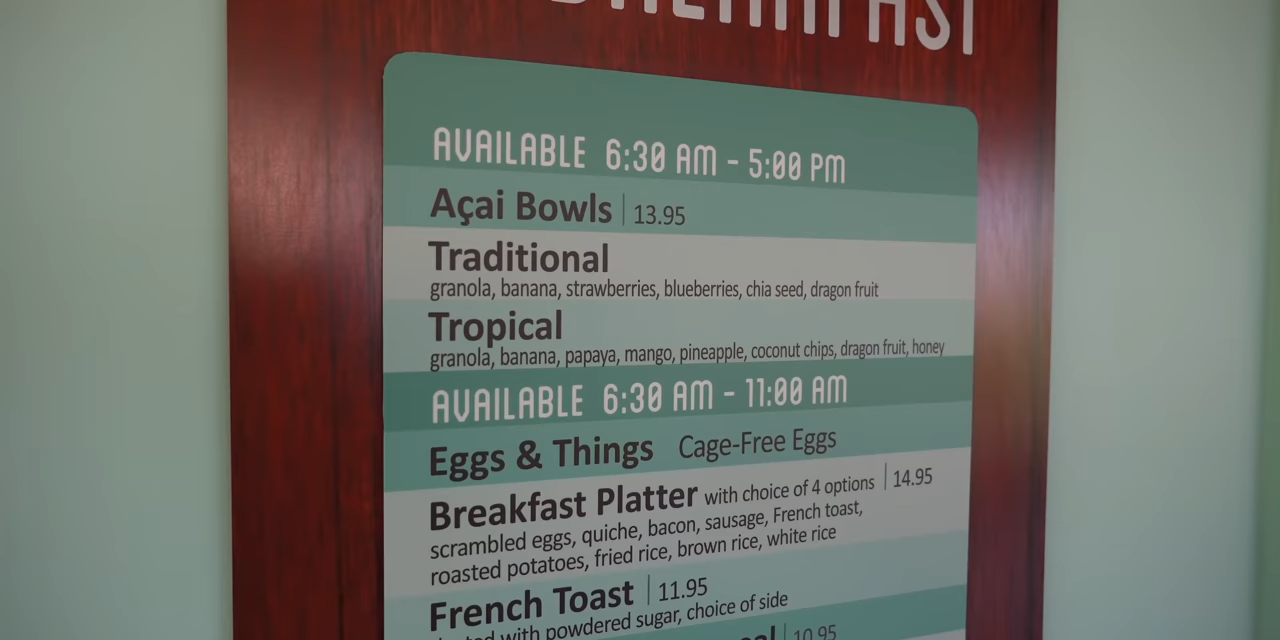 BREAKFAST
AVAILABLE 6:30 AM - 5:00 PM
Açai Bowls | 13.95
Traditional
granola, banana, strawberries, blueberries, chia seed, dragon fruit
Tropical
granola, banana, papaya, mango, pineapple, coconut chips, dragon fruit, honey
AVAILABLE 6:30 AM - 11:00 AM
Eggs & Things Cage-Free Eggs
Breakfast Platter with choice of 4 options | 14.95
scrambled eggs, quiche, bacon, sausage, French toast,
roasted potatoes, fried rice, brown rice, white rice
French Toast | 11.95
with powdered sugar, choice of side
10.95